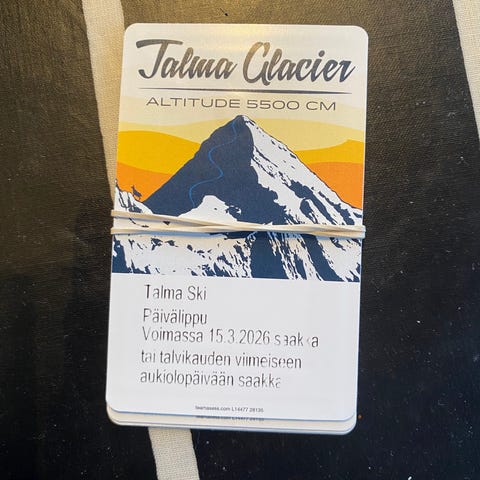 Talma Glacier
ALTITUDE 5500 CM
Talma Ski
Päivälippu
Voimassa 15.3.2026 saakka
tai talvikauden viimeiseen
aukiolopäivään saakka
teamaxess.com L14477 28135